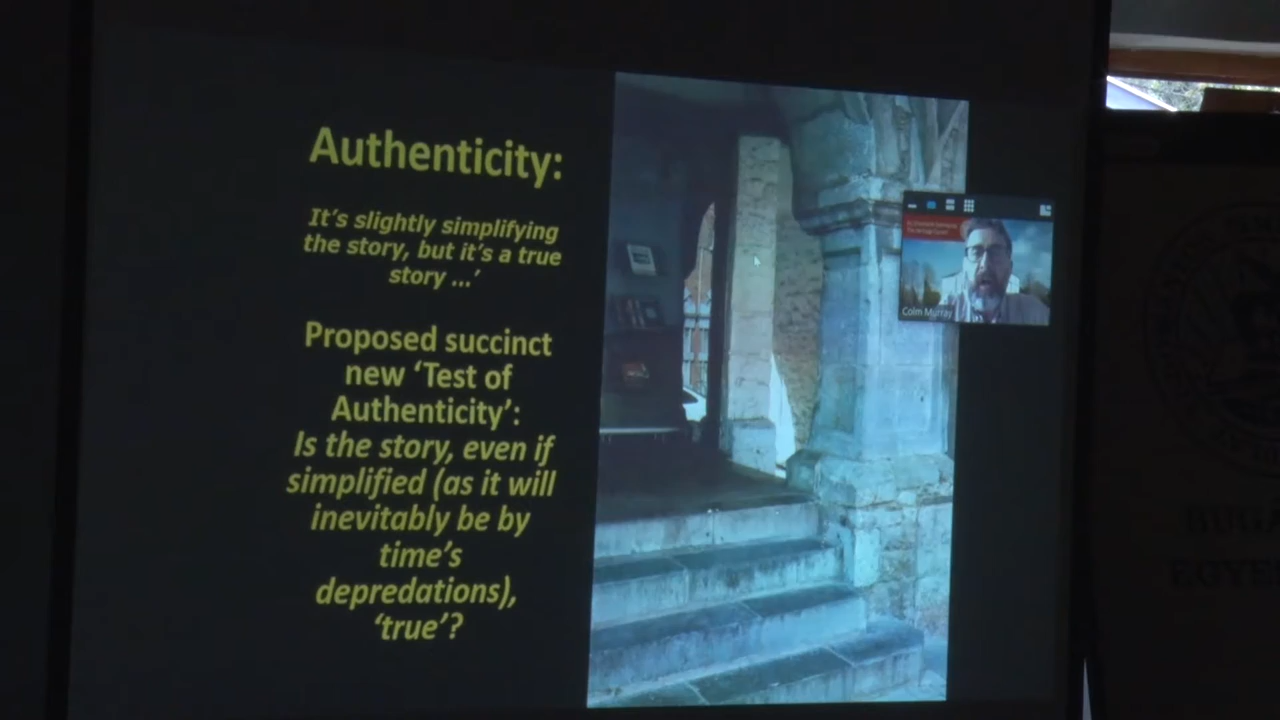 Authenticity:
It's slightly simplifying
the story, but it's a true
story ...'
Proposed succinct
new 'Test of
Authenticity':
Is the story, even if
simplified (as it will
inevitably be by
time's
depredations),
'true'?
Colm Murray